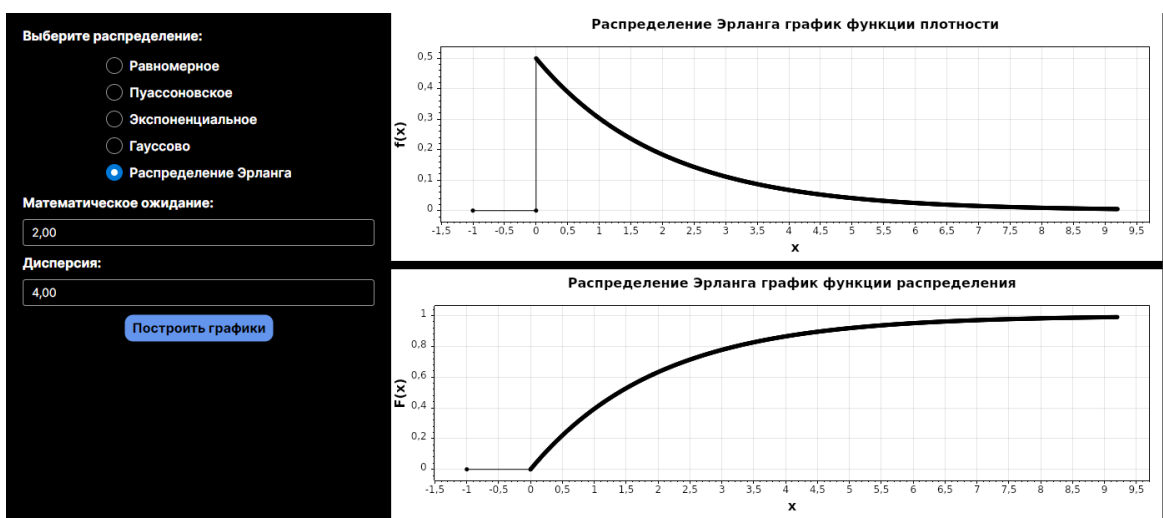 Выберите распределение:
Равномерное
Пуассоновское
Экспоненциальное
Гауссово
Распределение Эрланга
Математическое ожидание:
2,00
Дисперсия:
4,00
Построить графики
Распределение Эрланга график функции плотности
f(x)
0,5
0,4
0,3
0,2
0,1
0
-1,5 -1 -0,5 0 0,5 1 1,5 2 2,5 3 3,5 4 4,5 5 5,5 6 6,5 7 7,5 8 8,5 9 9,5
x
Распределение Эрланга график функции распределения
F(x)
1
0,8
0,6
0,4
0,2
0
-1,5 -1 -0,5 0 0,5 1 1,5 2 2,5 3 3,5 4 4,5 5 5,5 6 6,5 7 7,5 8 8,5 9 9,5
x